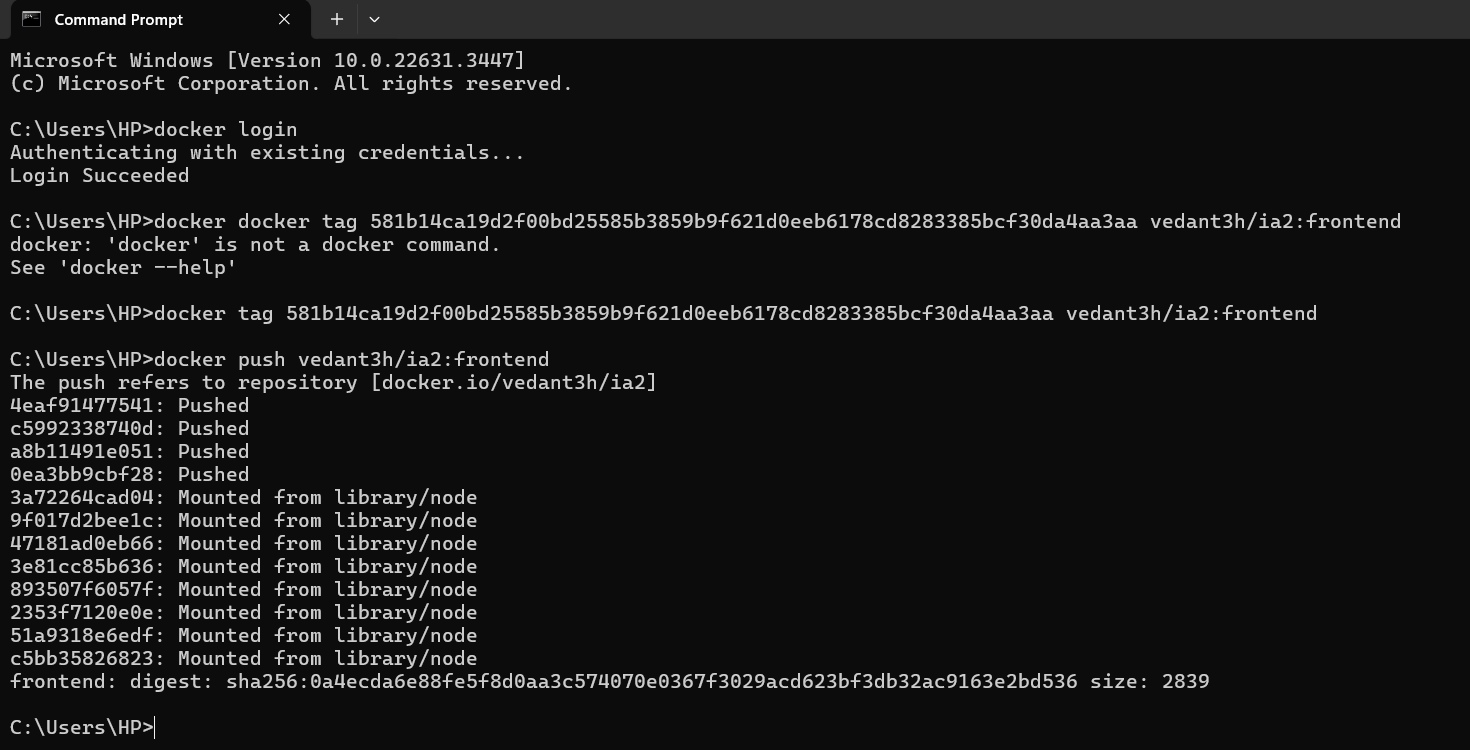 Command Prompt
Microsoft Windows [Version 10.0.22631.3447]
(c) Microsoft Corporation. All rights reserved.
C:\Users\HP>docker login
Authenticating with existing credentials...
Login Succeeded
C:\Users\HP>docker docker tag 581b14ca19d2f00bd25585b3859b9f621d0eeb6178cd8283385bcf30da4aa3aa vedant3h/ia2:frontend
docker: 'docker' is not a docker command.
See 'docker --help'
C:\Users\HP>docker tag 581b14ca19d2f00bd25585b3859b9f621d0eeb6178cd8283385bcf30da4aa3aa vedant3h/ia2:frontend
C:\Users\HP>docker push vedant3h/ia2:frontend
The push refers to repository [docker.io/vedant3h/ia2]
4eaf91477541: Pushed
c5992338740d: Pushed
a8b11491e051: Pushed
0ea3bb9cbf28: Pushed
3a72264cad04: Mounted from library/node
9f017d2bee1c: Mounted from library/node
47181ad0eb66: Mounted from library/node
3e81cc85b636: Mounted from library/node
893507f6057f: Mounted from library/node
2353f7120e0e: Mounted from library/node
51a9318e6edf: Mounted from library/node
c5bb35826823: Mounted from library/node
frontend: digest: sha256:0a4ecda6e88fe5f8d0aa3c574070e0367f3029acd623bf3db32ac9163e2bd536 size: 2839
C:\Users\HP>